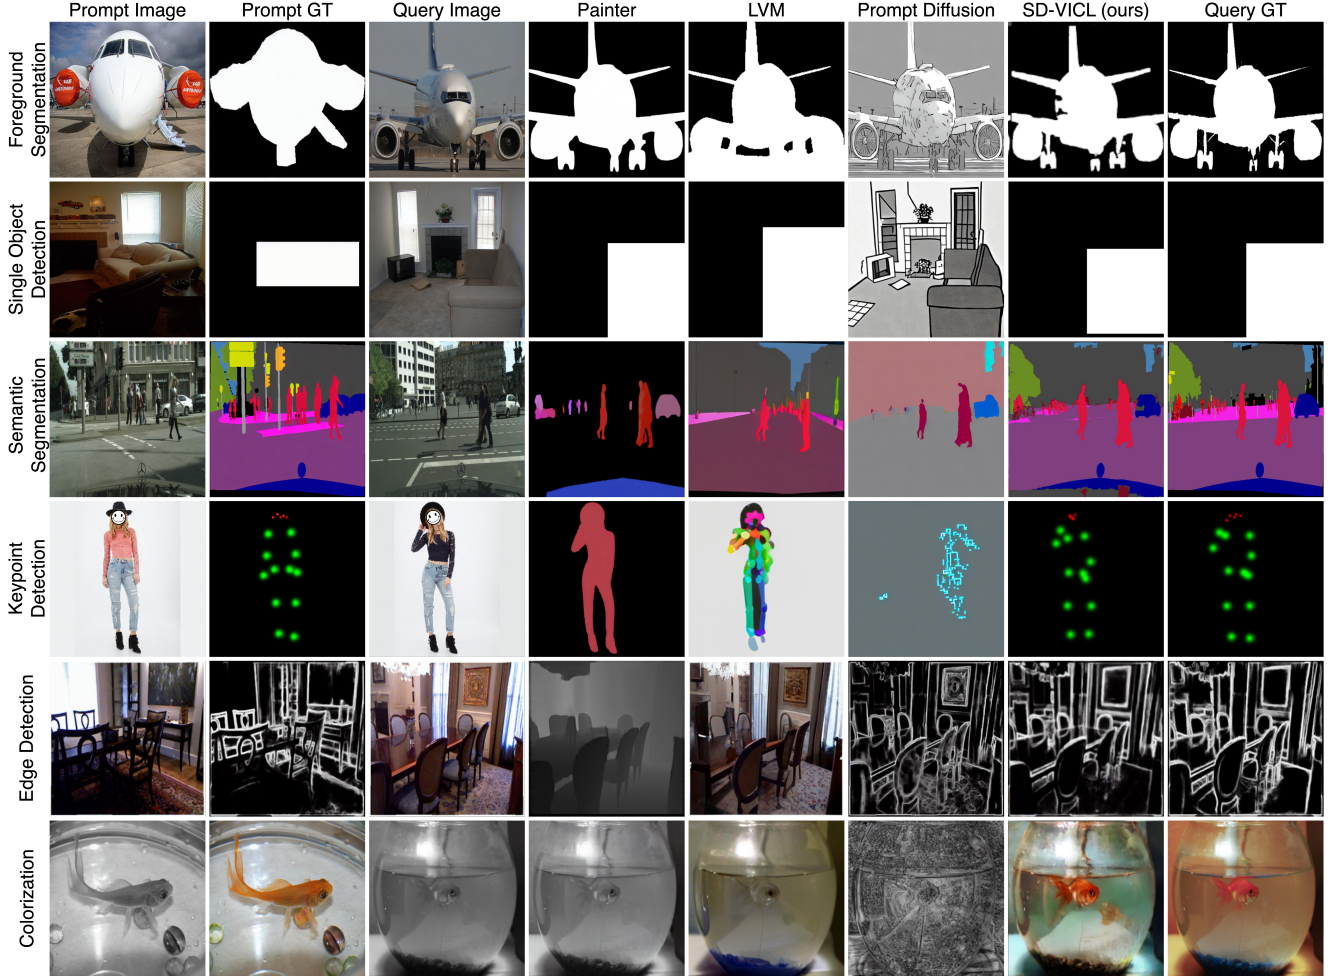 Prompt Image
Prompt GT
Query Image
Painter
LVM
Prompt Diffusion
SD-VICL (ours)
Query GT
Foreground
Segmentation
Single Object
Detection
Semantic
Segmentation
Keypoint
Detection
Edge Detection
Colorization